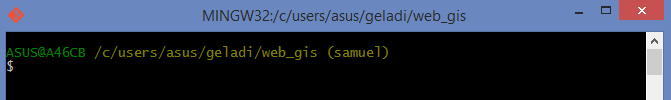 MINGW32:/c/users/asus/geladi/web_gis
ASUS@A46CB /c/users/asus/geladi/web_gis (samuel)
$